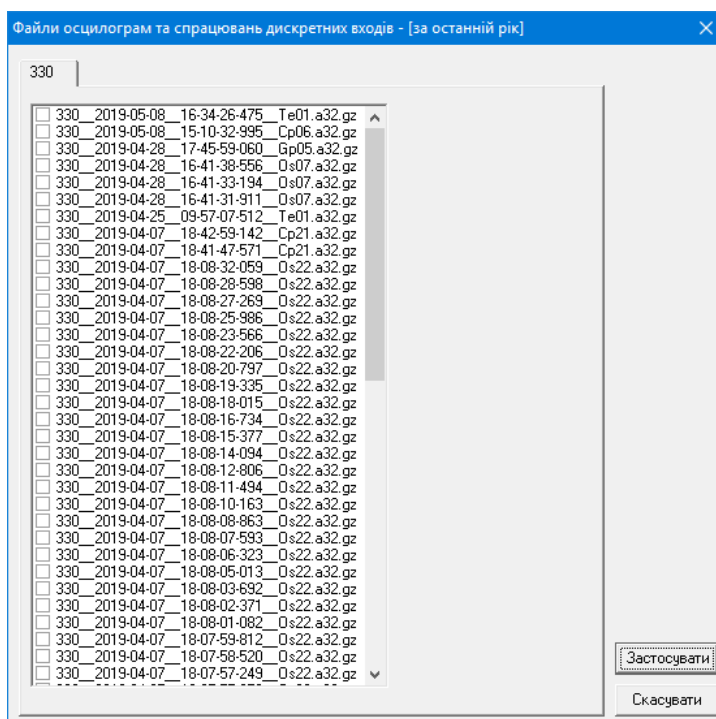 Файли осцилограм та спрацювань дискретних входів - [за останній рік]
330
330__2019-05-08__16-34-26-475__Te01.a32.gz
330__2019-05-08__15-10-32-995__Cp06.a32.gz
330__2019-04-28__17-45-59-060__Gp05.a32.gz
330__2019-04-28__16-41-38-556__Os07.a32.gz
330__2019-04-28__16-41-33-194__Os07.a32.gz
330__2019-04-28__16-41-31-911__Os07.a32.gz
330__2019-04-25__09-57-07-512__Te01.a32.gz
330__2019-04-07__18-42-59-142__Cp21.a32.gz
330__2019-04-07__18-41-47-571__Cp21.a32.gz
330__2019-04-07__18-08-32-059__Os22.a32.gz
330__2019-04-07__18-08-28-598__Os22.a32.gz
330__2019-04-07__18-08-27-269__Os22.a32.gz
330__2019-04-07__18-08-25-986__Os22.a32.gz
330__2019-04-07__18-08-23-566__Os22.a32.gz
330__2019-04-07__18-08-22-206__Os22.a32.gz
330__2019-04-07__18-08-20-797__Os22.a32.gz
330__2019-04-07__18-08-19-335__Os22.a32.gz
330__2019-04-07__18-08-18-015__Os22.a32.gz
330__2019-04-07__18-08-16-734__Os22.a32.gz
330__2019-04-07__18-08-15-377__Os22.a32.gz
330__2019-04-07__18-08-14-094__Os22.a32.gz
330__2019-04-07__18-08-12-806__Os22.a32.gz
330__2019-04-07__18-08-11-494__Os22.a32.gz
330__2019-04-07__18-08-10-163__Os22.a32.gz
330__2019-04-07__18-08-08-863__Os22.a32.gz
330__2019-04-07__18-08-07-593__Os22.a32.gz
330__2019-04-07__18-08-06-323__Os22.a32.gz
330__2019-04-07__18-08-05-013__Os22.a32.gz
330__2019-04-07__18-08-03-692__Os22.a32.gz
330__2019-04-07__18-08-02-371__Os22.a32.gz
330__2019-04-07__18-08-01-082__Os22.a32.gz
330__2019-04-07__18-07-59-812__Os22.a32.gz
330__2019-04-07__18-07-58-520__Os22.a32.gz
330__2019-04-07__18-07-57-249__Os22.a32.gz
Застосувати
Скасувати